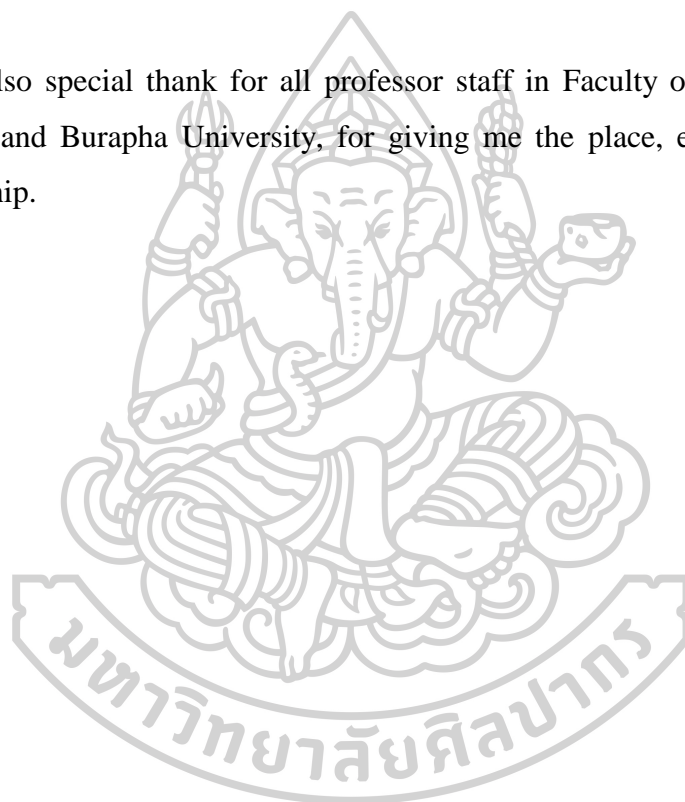 lso special thank for all professor staff in Faculty o
and Burapha University, for giving me the place, e
ip.
มหาวิทยาลัยศิลปากร